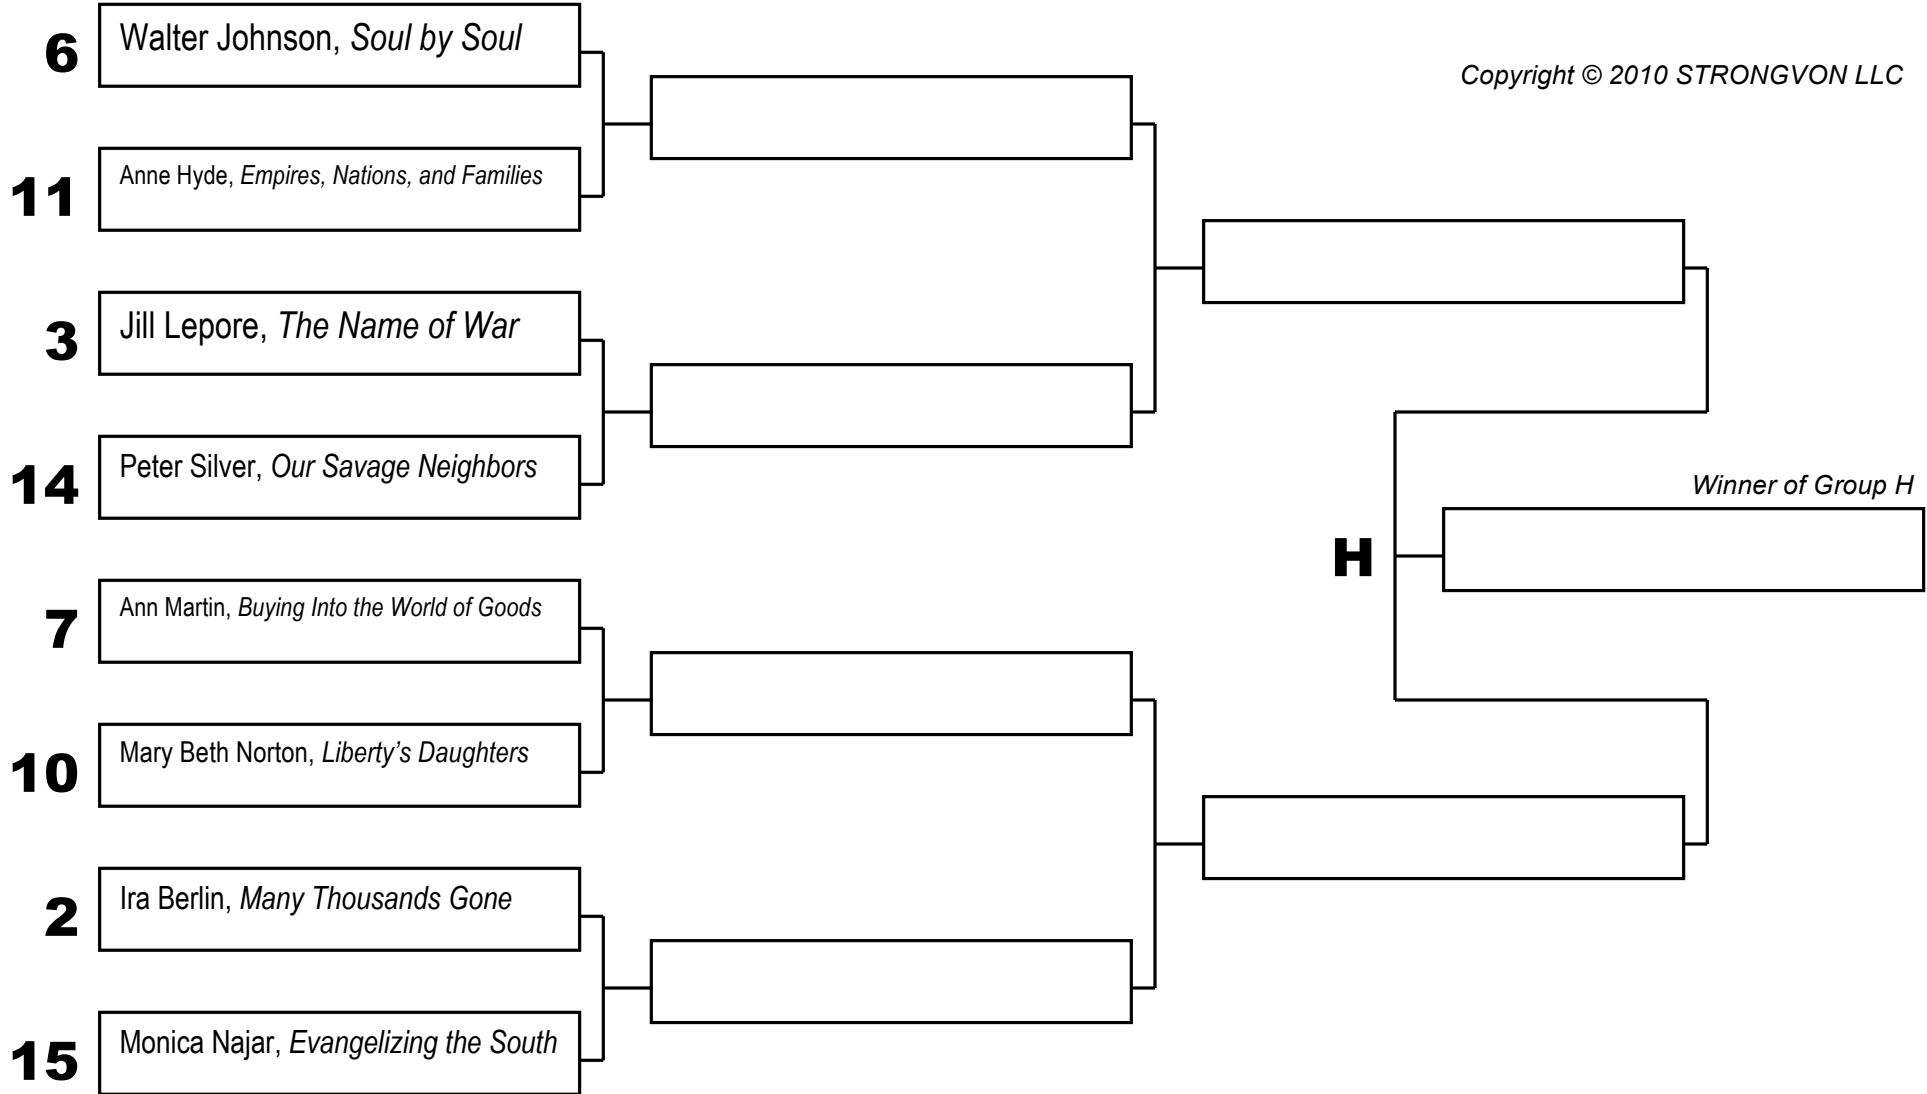 6
Walter Johnson, Soul by Soul
Copyright © 2010 STRONGVON LLC
11
Anne Hyde, Empires, Nations, and Families
3
Jill Lepore, The Name of War
14
Peter Silver, Our Savage Neighbors
Winner of Group H
H
7
Ann Martin, Buying Into the World of Goods
10
Mary Beth Norton, Liberty’s Daughters
2
Ira Berlin, Many Thousands Gone
15
Monica Najar, Evangelizing the South